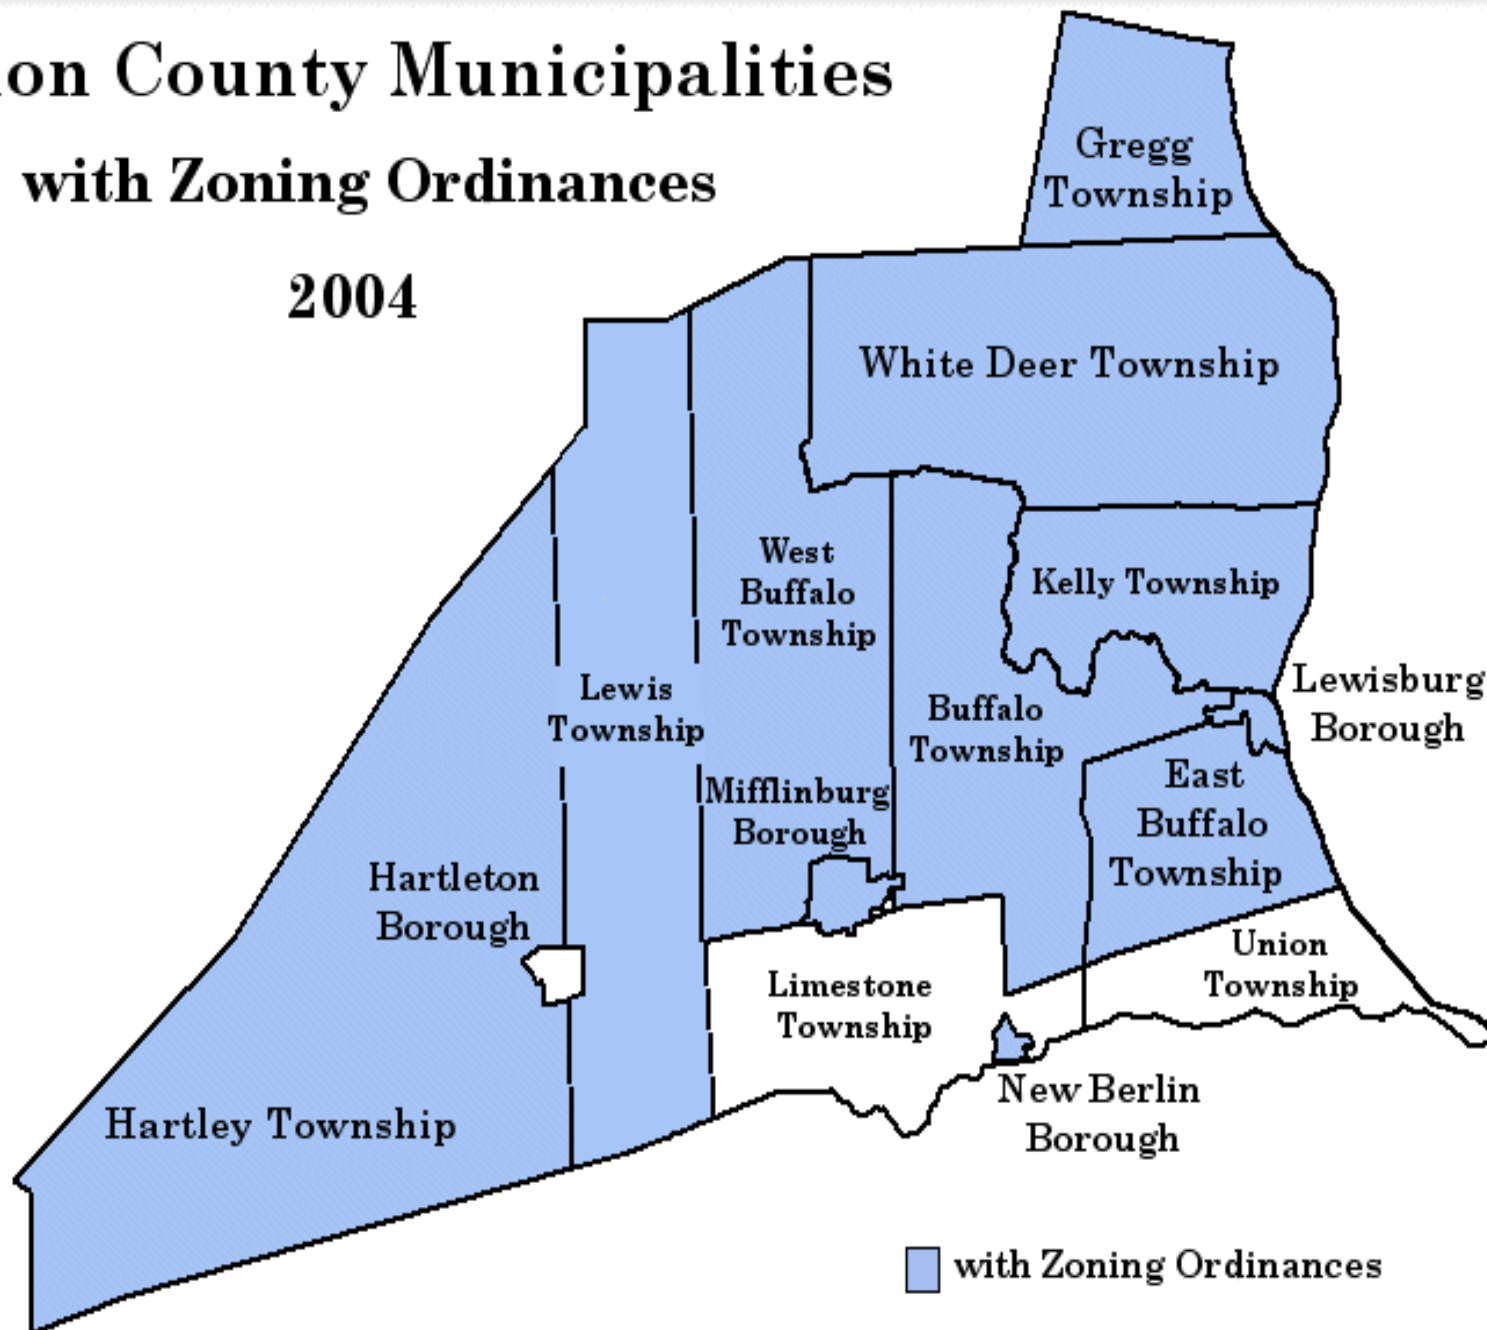 on County Municipalities
with Zoning Ordinances
2004
Gregg
Township
White Deer Township
West
Buffalo
Township
Kelly Township
Lewis
Township
Buffalo
Township
Lewisburg
Borough
Mifflinburg
Borough
East
Buffalo
Township
Hartleton
Borough
Union
Township
Limestone
Township
New Berlin
Borough
Hartley Township
with Zoning Ordinances